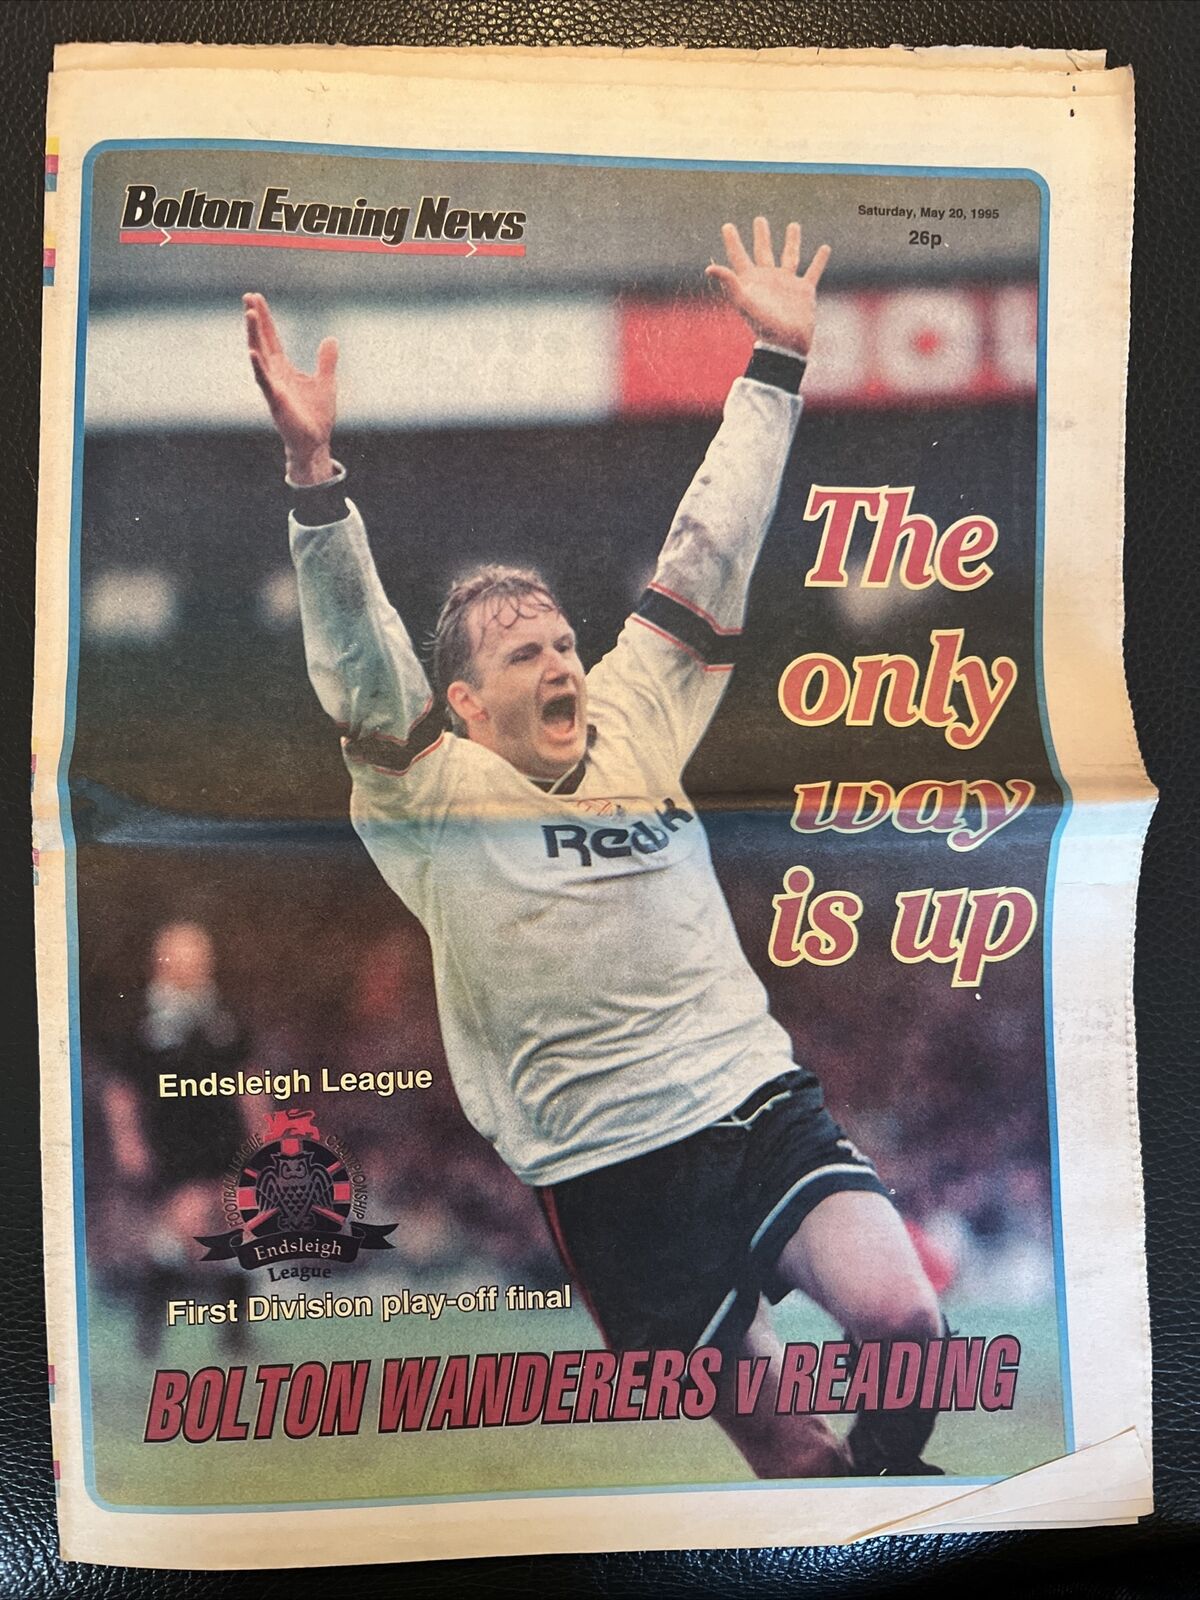 Bolton Evening News
Saturday, May 20, 1995
26p
The
only
way
is up
Reebok
Endsleigh League
FOOTBALL LEAGUE CHAMPIONSHIP
Endsleigh
League
First Division play-off final
BOLTON WANDERERS v READING